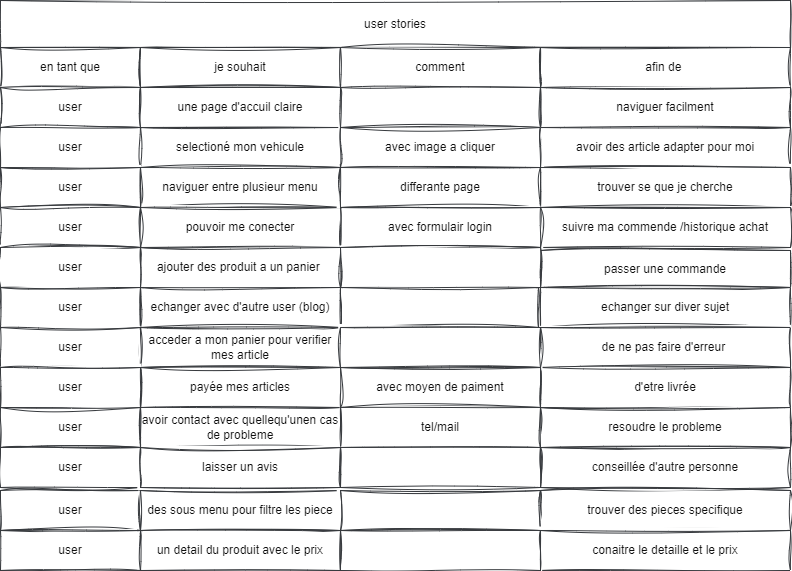 user stories
en tant que je souhait comment afin de
user une page d'accuil claire naviguer facilment
user selectioné mon vehicule avec image a cliquer avoir des article adapter pour moi
user naviguer entre plusieur menu differante page trouver se que je cherche
user pouvoir me conecter avec formulair login suivre ma commende /historique achat
user ajouter des produit a un panier passer une commande
user echanger avec d'autre user (blog) echanger sur diver sujet
user acceder a mon panier pour verifier
mes article de ne pas faire d'erreur
user payée mes articles avec moyen de paiment d'etre livrée
user avoir contact avec quellequ'unen cas
de probleme tel/mail resoudre le probleme
user laisser un avis conseillée d'autre personne
user des sous menu pour filtre les piece trouver des pieces specifique
user un detail du produit avec le prix conaitre le detaille et le prix